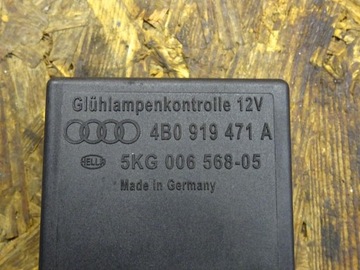 Glühlampenkontrolle 12V
4B0 919 471 A
HELLA 5KG 006 568-05
Made in Germany